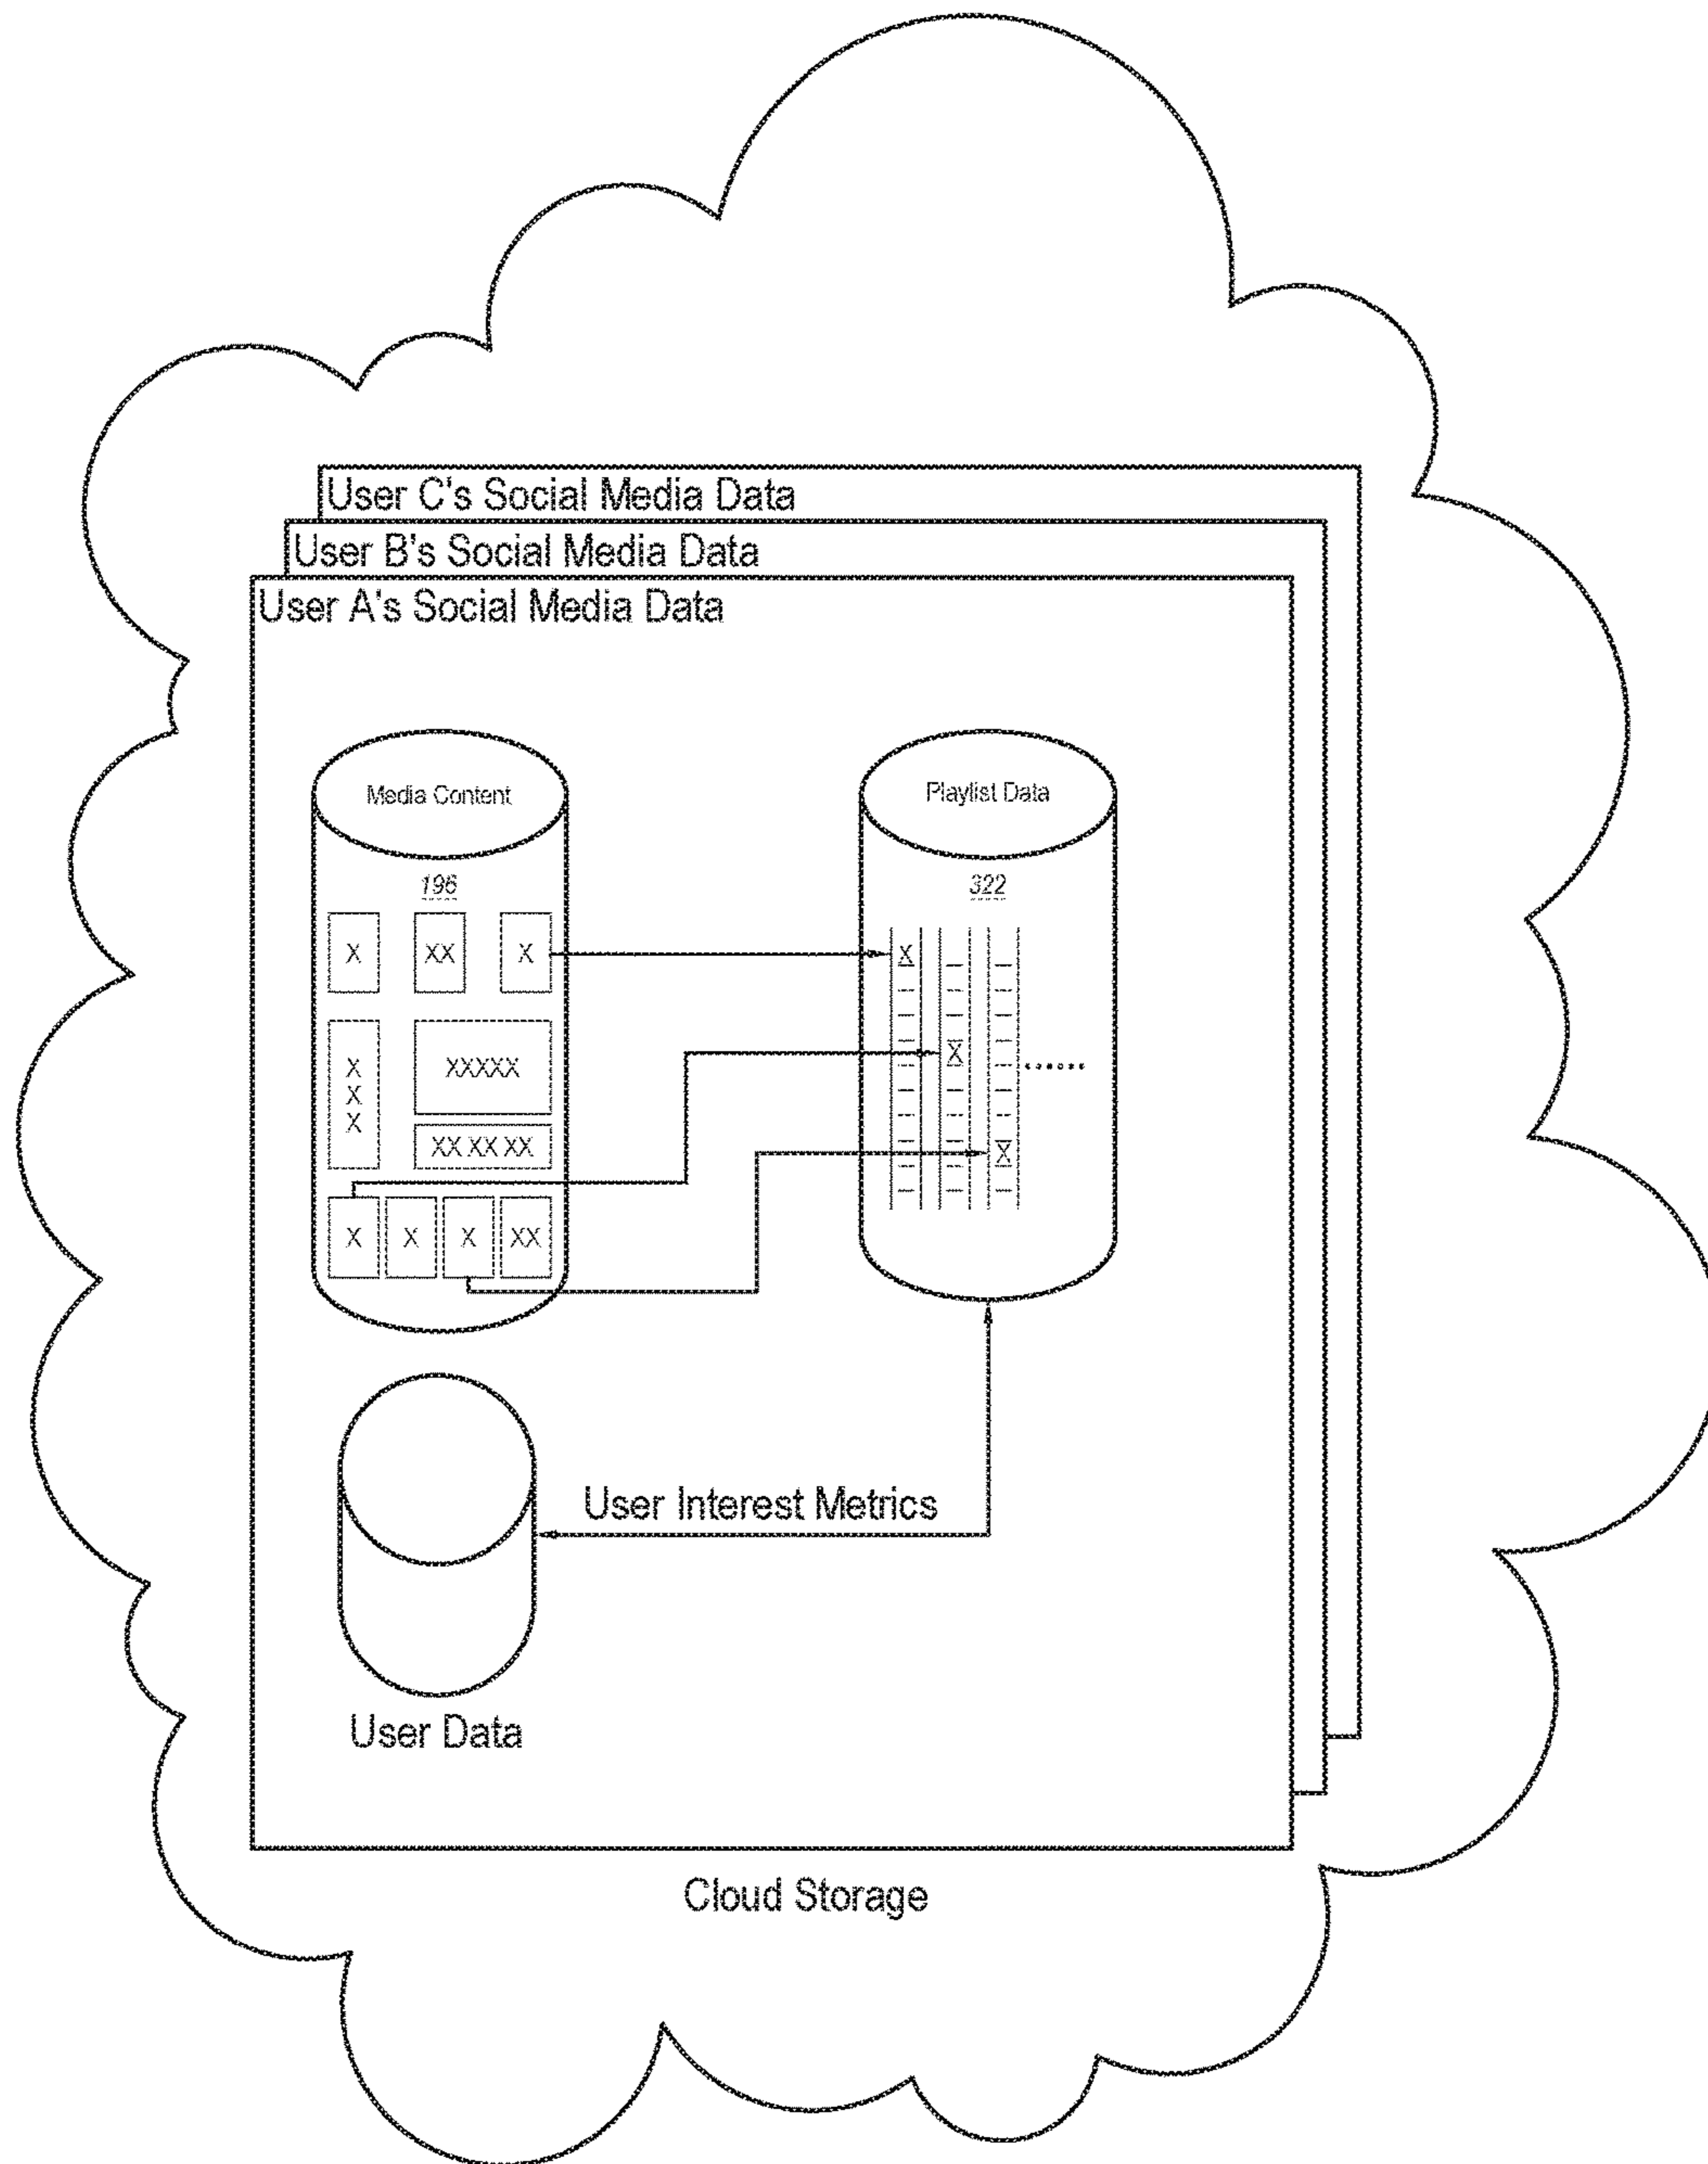 User C's Social Media Data
User B's Social Media Data
User A's Social Media Data
Media Content
Playlist Data
196
322
X XX X
X
X
X
X
XXXXX
X
XX XX XX
X
X X X XX
......
User Interest Metrics
User Data
Cloud Storage